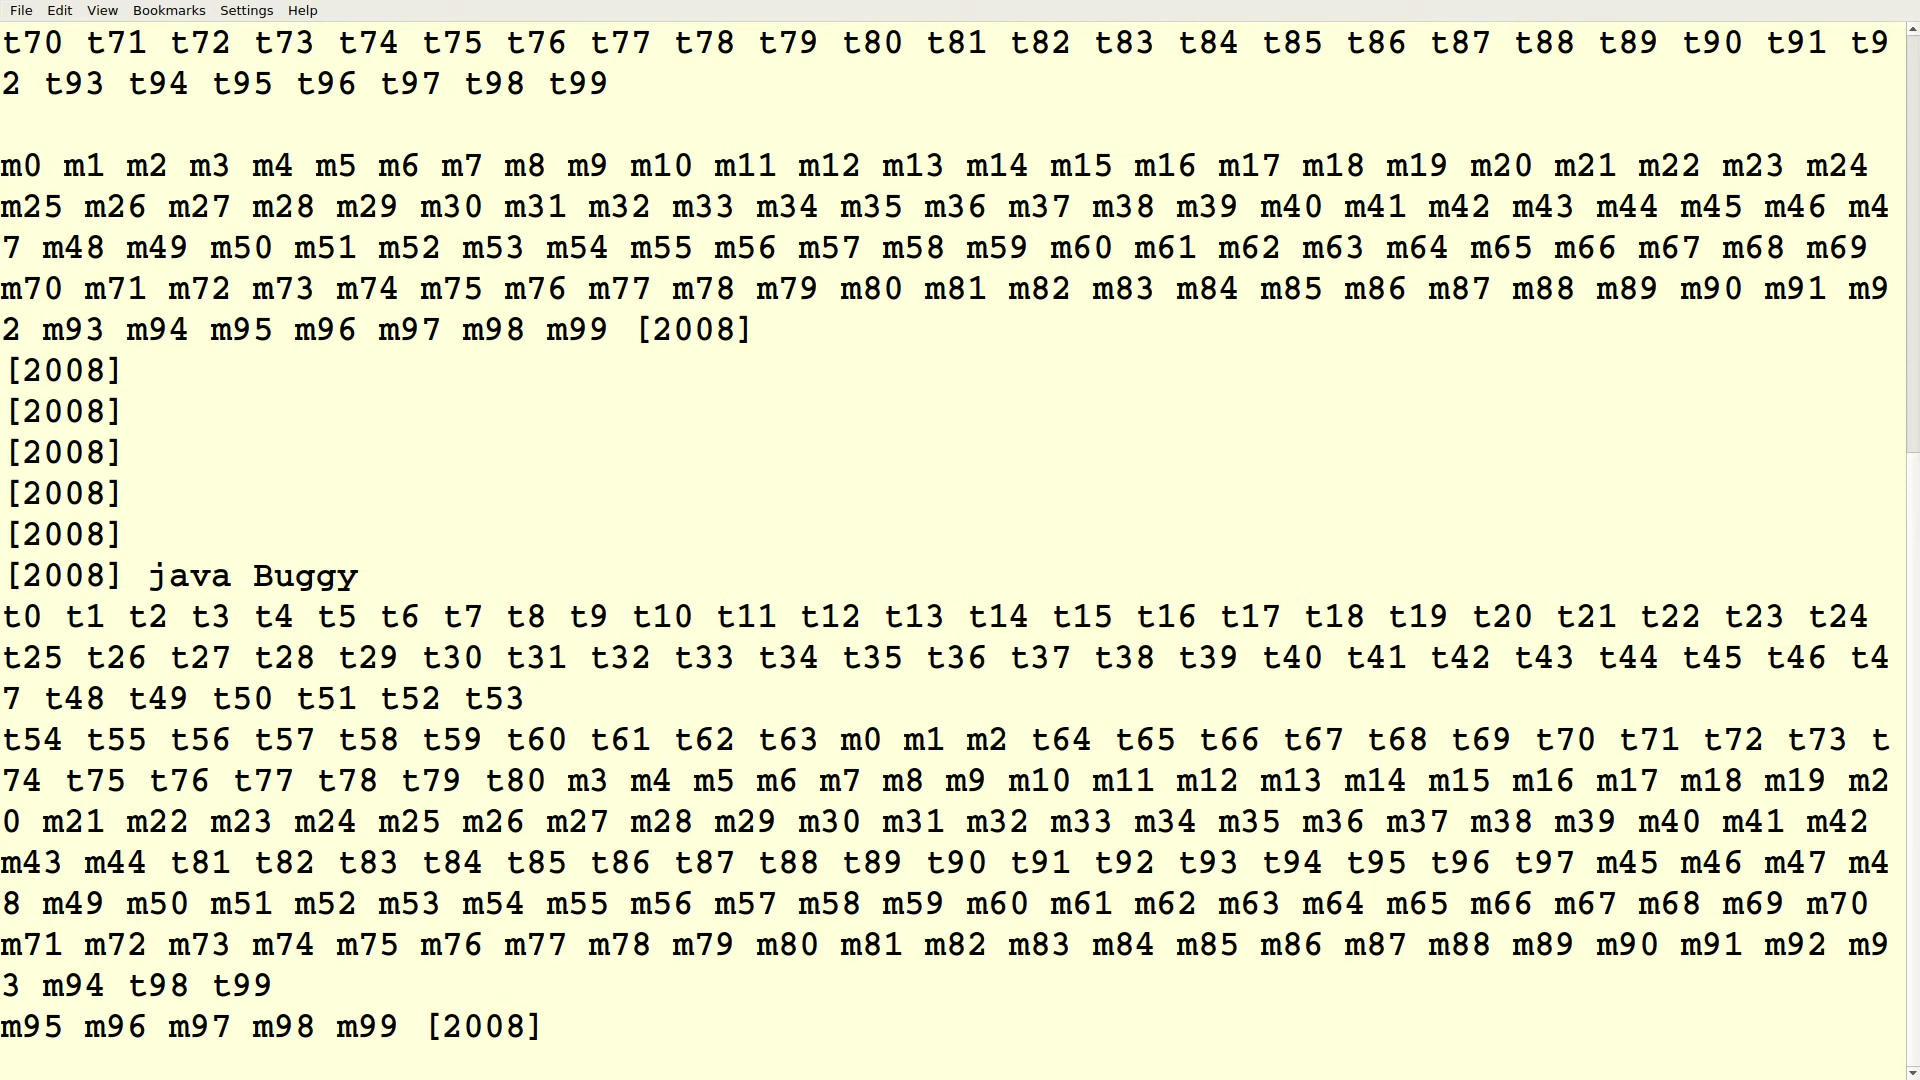 File Edit View Bookmarks Settings Help
t70 t71 t72 t73 t74 t75 t76 t77 t78 t79 t80 t81 t82 t83 t84 t85 t86 t87 t88 t89 t90 t91 t9
2 t93 t94 t95 t96 t97 t98 t99
m0 m1 m2 m3 m4 m5 m6 m7 m8 m9 m10 m11 m12 m13 m14 m15 m16 m17 m18 m19 m20 m21 m22 m23 m24
m25 m26 m27 m28 m29 m30 m31 m32 m33 m34 m35 m36 m37 m38 m39 m40 m41 m42 m43 m44 m45 m46 m4
7 m48 m49 m50 m51 m52 m53 m54 m55 m56 m57 m58 m59 m60 m61 m62 m63 m64 m65 m66 m67 m68 m69
m70 m71 m72 m73 m74 m75 m76 m77 m78 m79 m80 m81 m82 m83 m84 m85 m86 m87 m88 m89 m90 m91 m9
2 m93 m94 m95 m96 m97 m98 m99 [2008]
[2008]
[2008]
[2008]
[2008]
[2008]
[2008] java Buggy
t0 t1 t2 t3 t4 t5 t6 t7 t8 t9 t10 t11 t12 t13 t14 t15 t16 t17 t18 t19 t20 t21 t22 t23 t24
t25 t26 t27 t28 t29 t30 t31 t32 t33 t34 t35 t36 t37 t38 t39 t40 t41 t42 t43 t44 t45 t46 t4
7 t48 t49 t50 t51 t52 t53
t54 t55 t56 t57 t58 t59 t60 t61 t62 t63 m0 m1 m2 t64 t65 t66 t67 t68 t69 t70 t71 t72 t73 t
74 t75 t76 t77 t78 t79 t80 m3 m4 m5 m6 m7 m8 m9 m10 m11 m12 m13 m14 m15 m16 m17 m18 m19 m2
0 m21 m22 m23 m24 m25 m26 m27 m28 m29 m30 m31 m32 m33 m34 m35 m36 m37 m38 m39 m40 m41 m42
m43 m44 t81 t82 t83 t84 t85 t86 t87 t88 t89 t90 t91 t92 t93 t94 t95 t96 t97 m45 m46 m47 m4
8 m49 m50 m51 m52 m53 m54 m55 m56 m57 m58 m59 m60 m61 m62 m63 m64 m65 m66 m67 m68 m69 m70
m71 m72 m73 m74 m75 m76 m77 m78 m79 m80 m81 m82 m83 m84 m85 m86 m87 m88 m89 m90 m91 m92 m9
3 m94 t98 t99
m95 m96 m97 m98 m99 [2008]